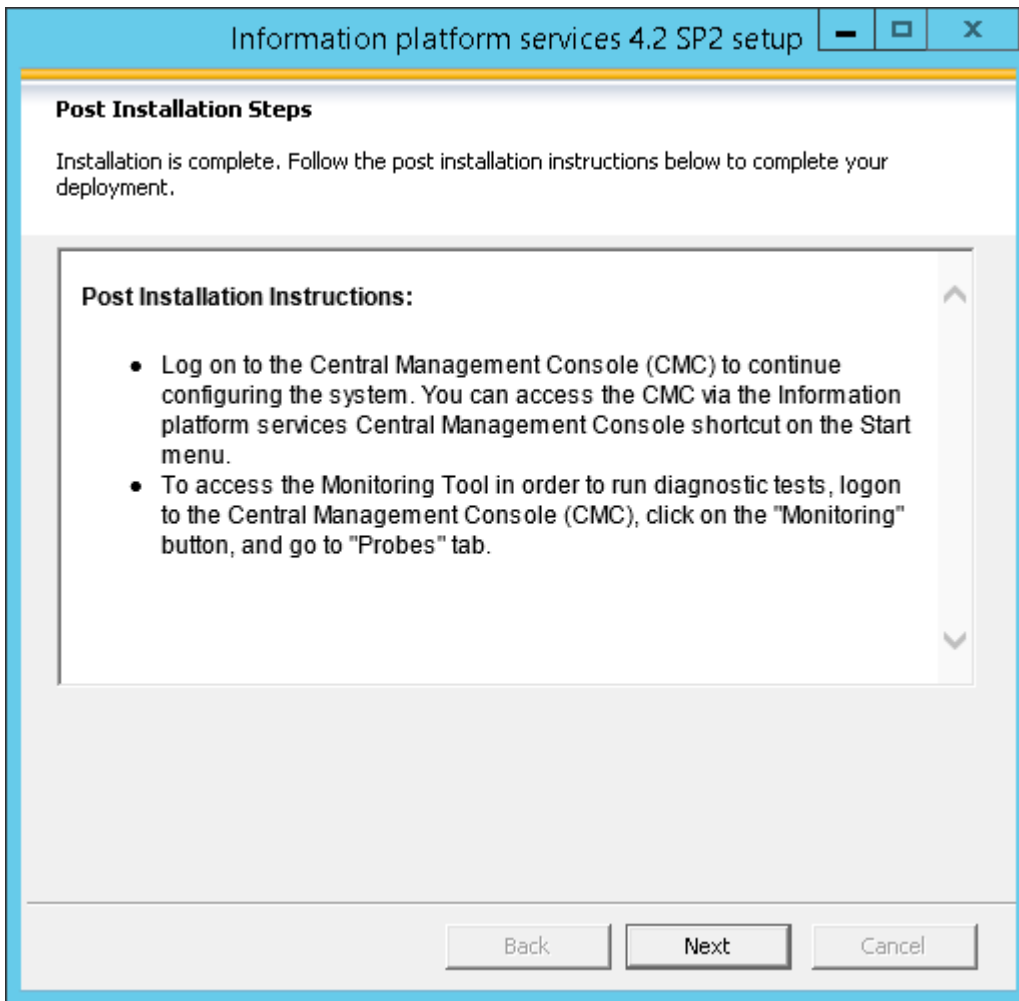 Information platform services 4.2 SP2 setup
Post Installation Steps
Installation is complete. Follow the post installation instructions below to complete your
deployment.
Post Installation Instructions:
● Log on to the Central Management Console (CMC) to continue
configuring the system. You can access the CMC via the Information
platform services Central Management Console shortcut on the Start
menu.
● To access the Monitoring Tool in order to run diagnostic tests, logon
to the Central Management Console (CMC), click on the "Monitoring"
button, and go to "Probes" tab.
Back Next Cancel